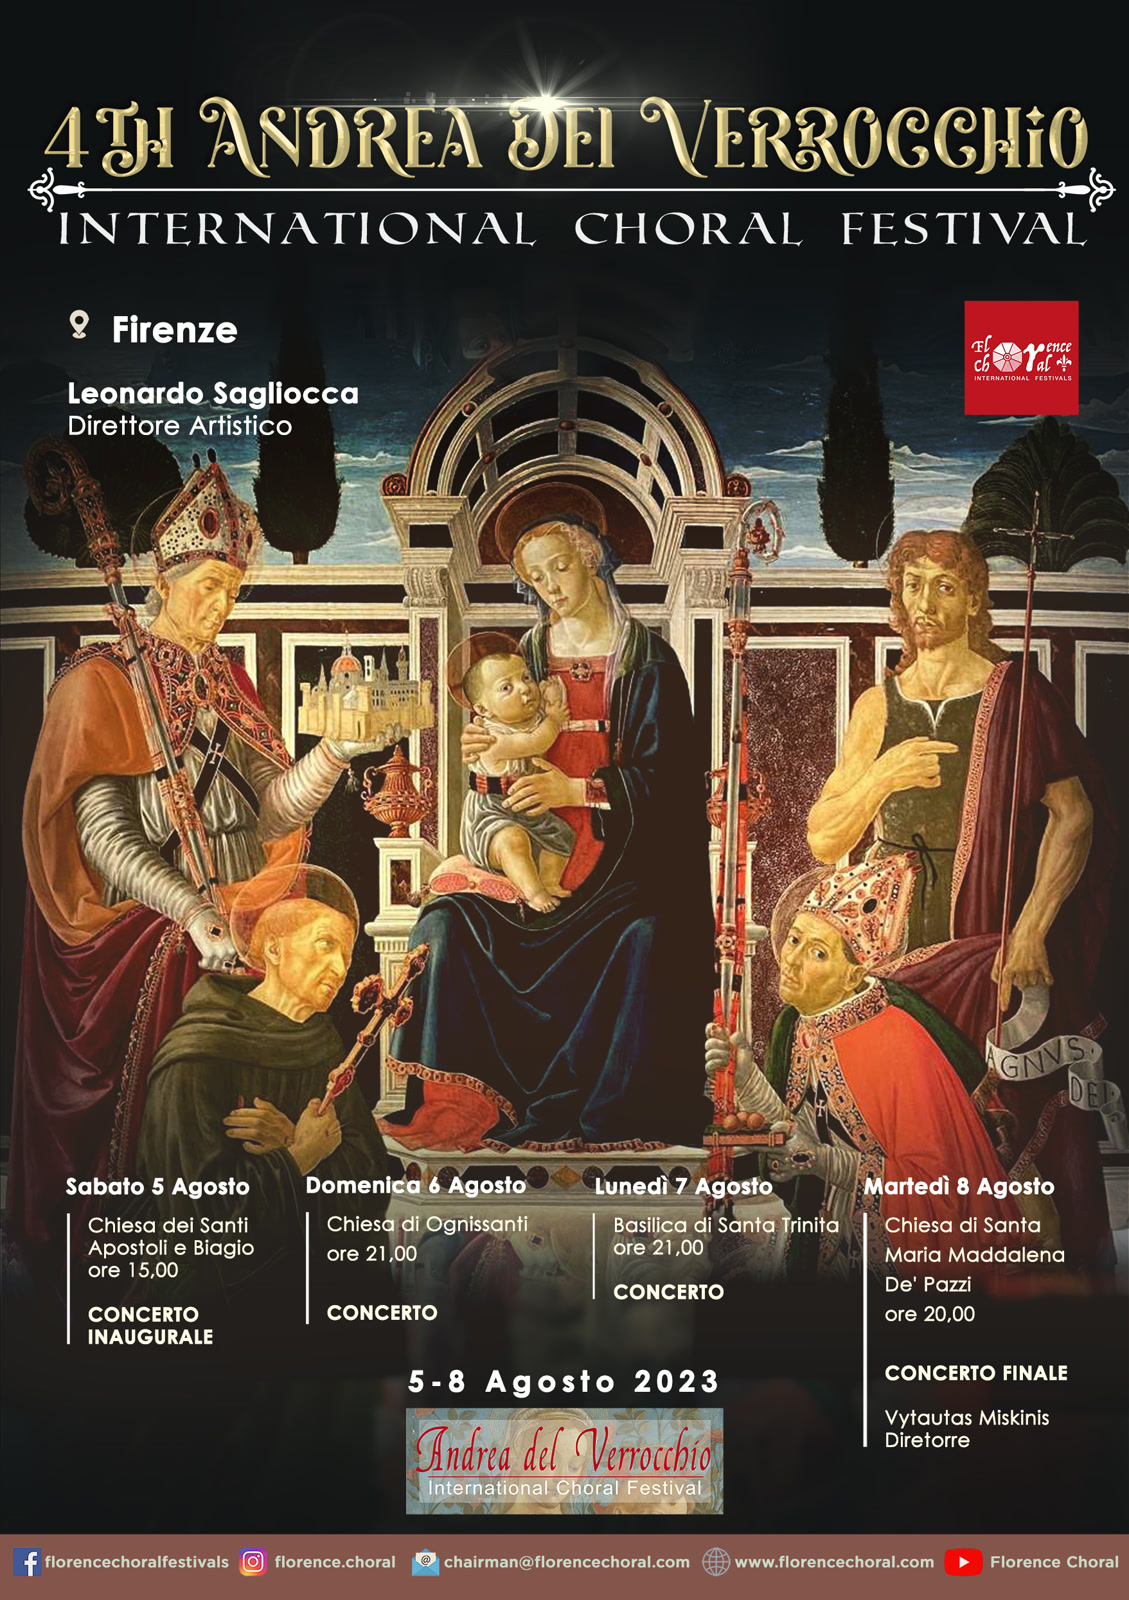 4TH ANDREA DEI VERROCCHiO
INTERNATIONAL CHORAL FESTIVAL
Firenze
Leonardo Sagliocca
Direttore Artistico
Florence
choral
INTERNATIONAL FESTIVALS
AGNVS
DEI
Sabato 5 Agosto
Chiesa dei Santi
Apostoli e Biagio
ore 15,00
CONCERTO
INAUGURALE
Domenica 6 Agosto
Chiesa di Ognissanti
ore 21,00
CONCERTO
Lunedì 7 Agosto
Basilica di Santa Trinita
ore 21,00
CONCERTO
Martedì 8 Agosto
Chiesa di Santa
Maria Maddalena
De' Pazzi
ore 20,00
CONCERTO FINALE
Vytautas Miskinis
Diretorre
5-8 Agosto 2023
Andrea del Verrocchio
International Choral Festival
florencechoralfestivals florence.choral chairman@florencechoral.com www.florencechoral.com Florence Choral